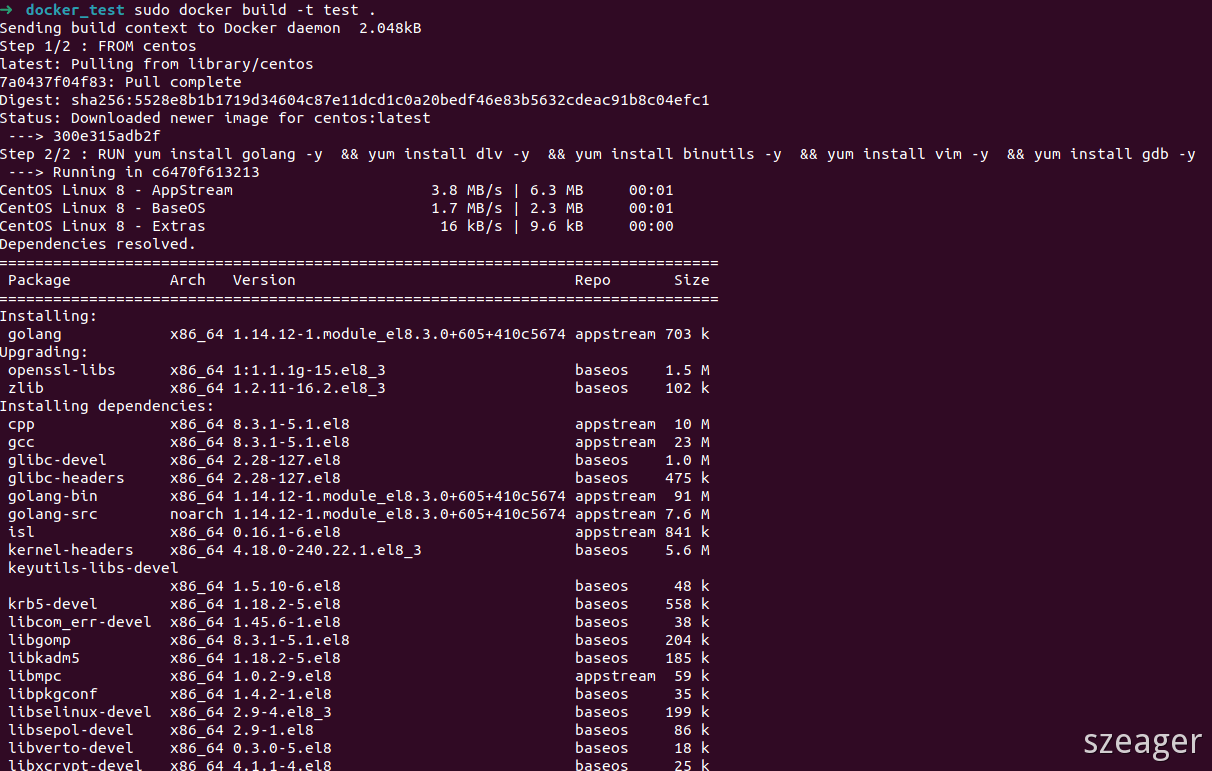 → docker_test sudo docker build -t test .
Sending build context to Docker daemon  2.048kB
Step 1/2 : FROM centos
latest: Pulling from library/centos
7a0437f04f83: Pull complete
Digest: sha256:5528e8b1b1719d34604c87e11dcd1c0a20bedf46e83b5632cdeac91b8c04efc1
Status: Downloaded newer image for centos:latest
 ---> 300e315adb2f
Step 2/2 : RUN yum install golang -y  && yum install dlv -y  && yum install binutils -y  && yum install vim -y  && yum install gdb -y
 ---> Running in c6470f613213
CentOS Linux 8 - AppStream                      3.8 MB/s | 6.3 MB     00:01
CentOS Linux 8 - BaseOS                         1.7 MB/s | 2.3 MB     00:01
CentOS Linux 8 - Extras                          16 kB/s | 9.6 kB     00:00
Dependencies resolved.
================================================================================
 Package           Arch   Version                               Repo       Size
================================================================================
Installing:
 golang            x86_64 1.14.12-1.module_el8.3.0+605+410c5674 appstream 703 k
Upgrading:
 openssl-libs      x86_64 1:1.1.1g-15.el8_3                     baseos    1.5 M
 zlib              x86_64 1.2.11-16.2.el8_3                     baseos    102 k
Installing dependencies:
 cpp               x86_64 8.3.1-5.1.el8                         appstream  10 M
 gcc               x86_64 8.3.1-5.1.el8                         appstream  23 M
 glibc-devel       x86_64 2.28-127.el8                          baseos    1.0 M
 glibc-headers     x86_64 2.28-127.el8                          baseos    475 k
 golang-bin        x86_64 1.14.12-1.module_el8.3.0+605+410c5674 appstream  91 M
 golang-src        noarch 1.14.12-1.module_el8.3.0+605+410c5674 appstream 7.6 M
 isl               x86_64 0.16.1-6.el8                          appstream 841 k
 kernel-headers    x86_64 4.18.0-240.22.1.el8_3                 baseos    5.6 M
 keyutils-libs-devel
                   x86_64 1.5.10-6.el8                          baseos     48 k
 krb5-devel        x86_64 1.18.2-5.el8                          baseos    558 k
 libcom_err-devel  x86_64 1.45.6-1.el8                          baseos     38 k
 libgomp           x86_64 8.3.1-5.1.el8                         baseos    204 k
 libkadm5          x86_64 1.18.2-5.el8                          baseos    185 k
 libmpc            x86_64 1.0.2-9.el8                           appstream  59 k
 libpkgconf        x86_64 1.4.2-1.el8                           baseos     35 k
 libselinux-devel  x86_64 2.9-4.el8_3                           baseos    199 k
 libsepol-devel    x86_64 2.9-1.el8                             baseos     86 k
 libverto-devel    x86_64 0.3.0-5.el8                           baseos     18 k
 libxcrypt-devel   x86_64 4.1.1-4.el8                           baseos     25 k
szeager